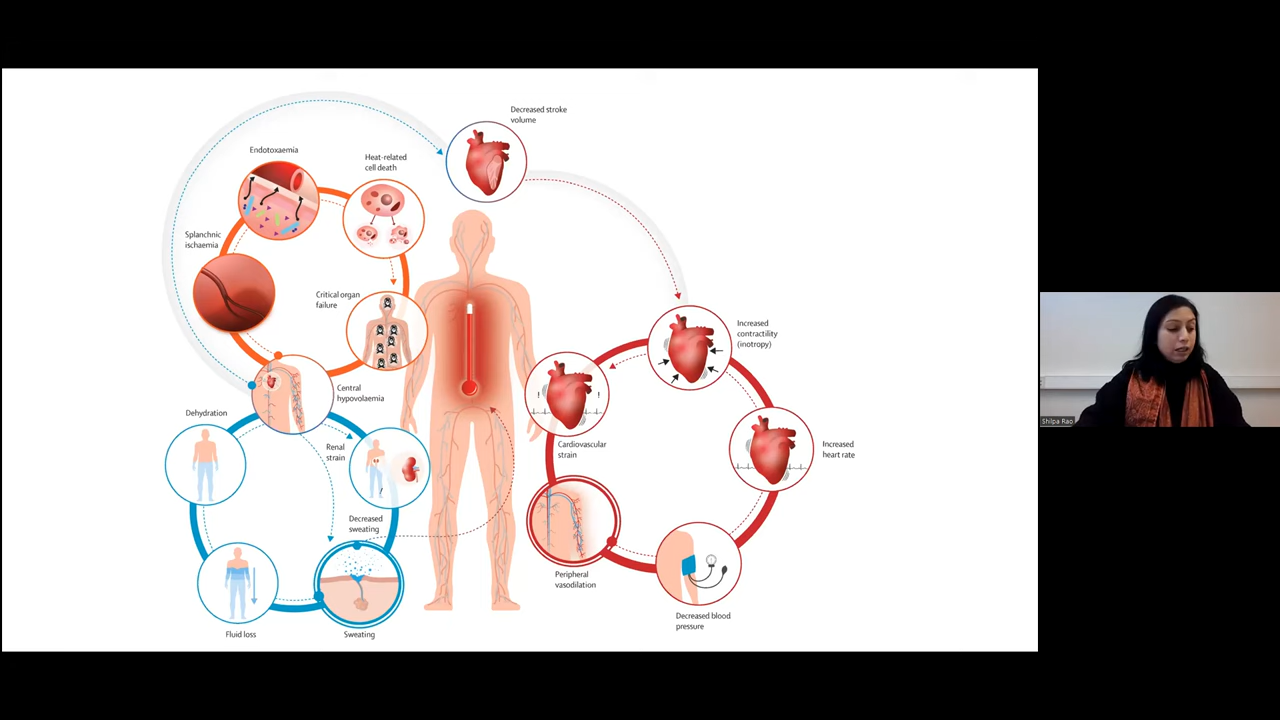 Decreased stroke
volume
Endotoxaemia
Heat-related
cell death
Splanchnic
ischaemia
Critical organ
failure
Increased
contractility
(inotropy)
Central
hypovolaemia
Dehydration
Renal
strain
Cardiovascular
strain
Increased
heart rate
Decreased
sweating
Peripheral
vasodilation
Decreased blood
pressure
Fluid loss
Sweating
! !
Shilpa Rao